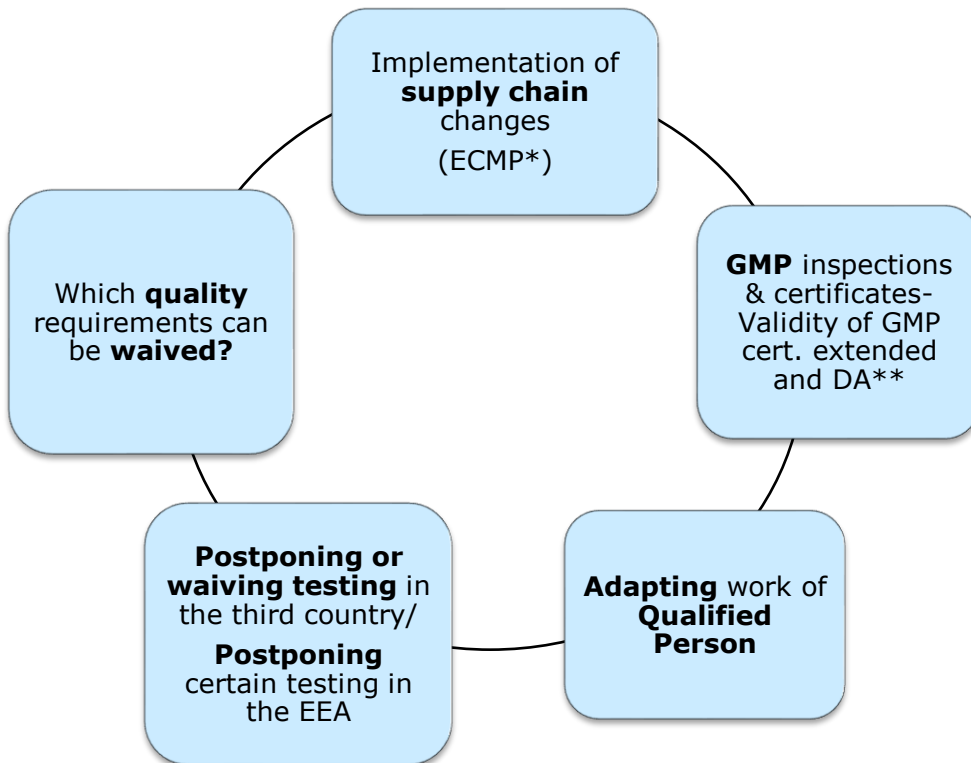 Implementation of
supply chain
changes
(ECMP*)
GMP inspections
& certificates-
Validity of GMP
cert. extended
and DA**
Adapting work of
Qualified
Person
Postponing or
waiving testing in
the third country/
Postponing
certain testing in
the EEA
Which quality
requirements can
be waived?